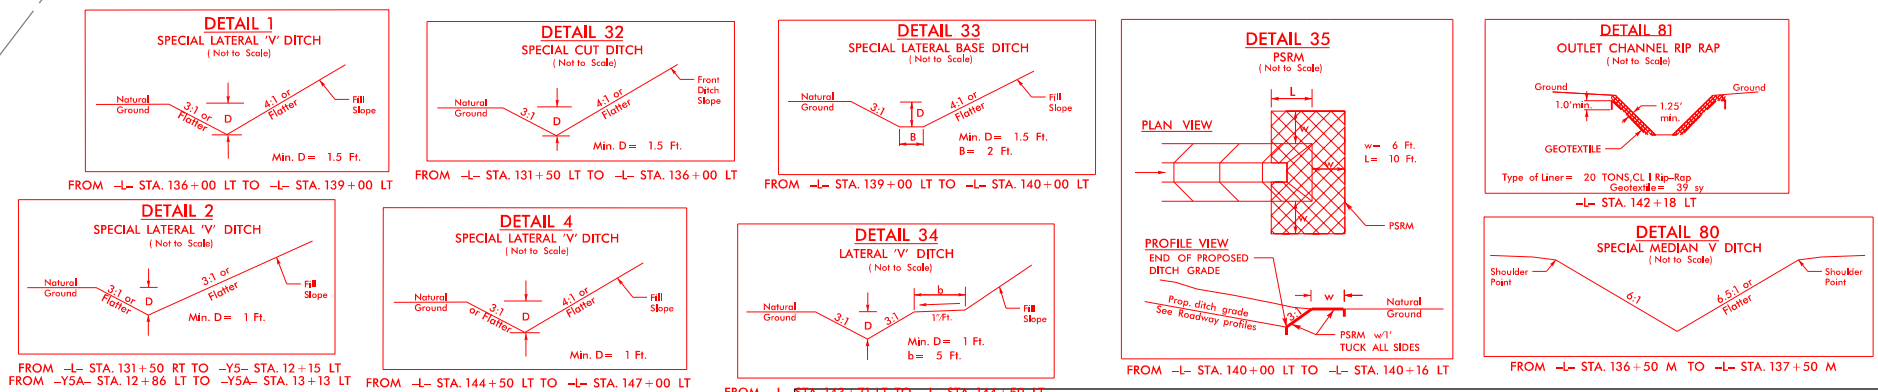 DETAIL 1
SPECIAL LATERAL 'V' DITCH
( Not to Scale)
Natural
Ground
3:1 or
Flatter
D
4:1 or
Flatter
Fill
Slope
Min. D= 1.5 Ft.
FROM -L- STA. 136+00 LT TO -L- STA. 139+00 LT
DETAIL 32
SPECIAL CUT DITCH
( Not to Scale)
Natural
Ground
3:1
D
4:1 or
Flatter
Front
Ditch
Slope
Min. D= 1.5 Ft.
FROM -L- STA. 131+50 LT TO -L- STA. 136+00 LT
DETAIL 33
SPECIAL LATERAL BASE DITCH
( Not to Scale)
Natural
Ground
3:1
D
B
4:1 or
Flatter
Fill
Slope
Min. D= 1.5 Ft.
B= 2 Ft.
FROM -L- STA. 139+00 LT TO -L- STA. 140+00 LT
DETAIL 35
PSRM
( Not to Scale)
L
PLAN VIEW
w
w
w
w= 6 Ft.
L= 10 Ft.
PSRM
PROFILE VIEW
END OF PROPOSED
DITCH GRADE
w
Prop. ditch grade
See Roadway profiles
3:1
Natural
Ground
PSRM w/1'
TUCK ALL SIDES
FROM -L- STA. 140+00 LT TO -L- STA. 140+16 LT
DETAIL 81
OUTLET CHANNEL RIP RAP
( Not to Scale)
Ground
Ground
1.0'min.
1.25'
min.
GEOTEXTILE
Type of Liner= 20 TONS,CL I Rip-Rap
Geotextile= 39 sy
-L- STA. 142+18 LT
DETAIL 2
SPECIAL LATERAL 'V' DITCH
( Not to Scale)
Natural
Ground
3:1 or
Flatter
D
3:1 or
Flatter
Fill
Slope
Min. D= 1 Ft.
FROM -L- STA. 131+50 RT TO -Y5- STA. 12+15 LT
FROM -Y5A- STA. 12+86 LT TO -Y5A- STA. 13+13 LT
DETAIL 4
SPECIAL LATERAL 'V' DITCH
( Not to Scale)
Natural
Ground
3:1
or Flatter
D
4:1 or
Flatter
Fill
Slope
Min. D= 1 Ft.
FROM -L- STA. 144+50 LT TO -L- STA. 147+00 LT
DETAIL 34
LATERAL 'V' DITCH
(Not to Scale)
Natural
Ground
3:1
D
3:1
b
1"/Ft.
Fill
Slope
Min. D= 1 Ft.
b= 5 Ft.
DETAIL 80
SPECIAL MEDIAN V DITCH
( Not to Scale)
Shoulder
Point
6:1
6.5:1 or
Flatter
Shoulder
Point
FROM -L- STA. 136+50 M TO -L- STA. 137+50 M